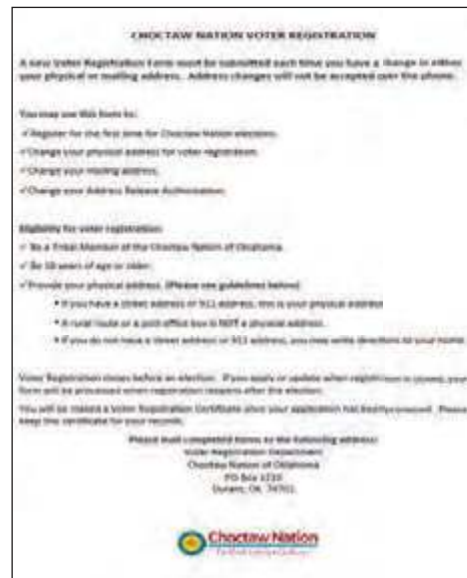 CHOCTAW NATION VOTER REGISTRATION
A new Voter Registration Form must be submitted each time you have a change in either
your physical or mailing address. Address changes will not be accepted over the phone.
You may use this form to:
✓Register for the first time for Choctaw Nation elections.
✓Change your physical address for voter registration.
✓Change your mailing address.
✓Change your Address Release Authorization.
Eligibility for voter registration:
✓ Be a Tribal Member of the Choctaw Nation of Oklahoma.
✓ Be 18 years of age or older.
✓Provide your physical address. (Please see guidelines below)
• If you have a street address or 911 address, this is your physical address
• A rural route or a post office box is NOT a physical address.
• If you do not have a street address or 911 address, you may write directions to your home
Voter Registration closes before an election. If you apply or update when registration is closed, your
form will be processed when registration reopens after the election.
You will be mailed a Voter Registration Certificate once your application has been processed. Please
keep this certificate for your records.
Please mail completed forms to the following address:
Voter Registration Department
Choctaw Nation of Oklahoma
PO Box 1210
Durant, OK 74702
Choctaw Nation